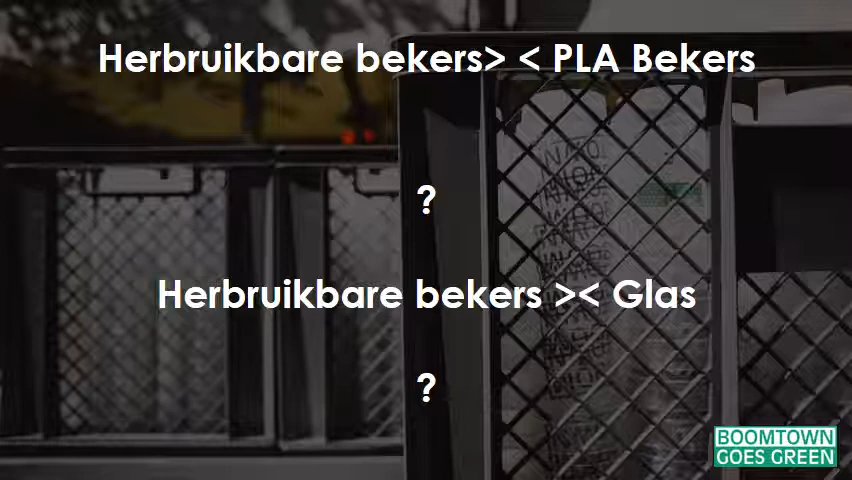 Herbruikbare bekers> < PLA Bekers
?
Herbruikbare bekers >< Glas
?
BOOMTOWN
GOES GREEN